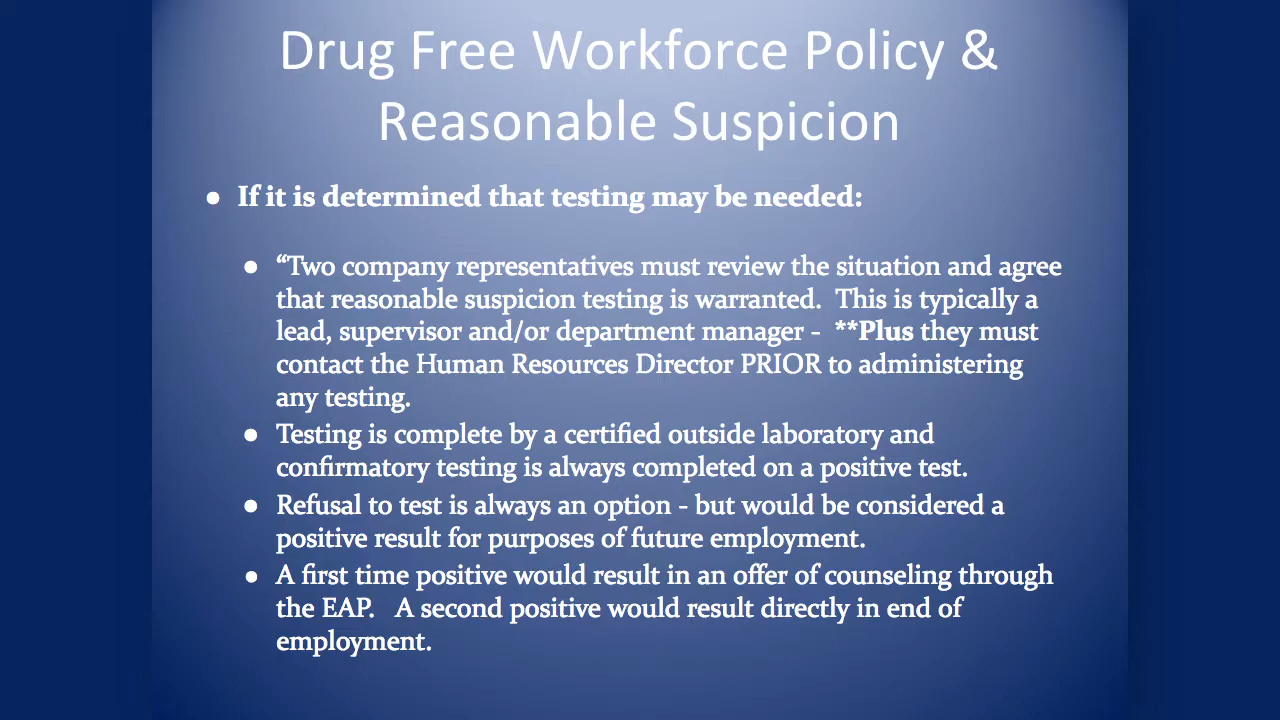 Drug Free Workforce Policy &
Reasonable Suspicion
● If it is determined that testing may be needed:
● “Two company representatives must review the situation and agree
that reasonable suspicion testing is warranted.  This is typically a
lead, supervisor and/or department manager -  **Plus they must
contact the Human Resources Director PRIOR to administering
any testing.
● Testing is complete by a certified outside laboratory and
confirmatory testing is always completed on a positive test.
● Refusal to test is always an option - but would be considered a
positive result for purposes of future employment.
● A first time positive would result in an offer of counseling through
the EAP.   A second positive would result directly in end of
employment.